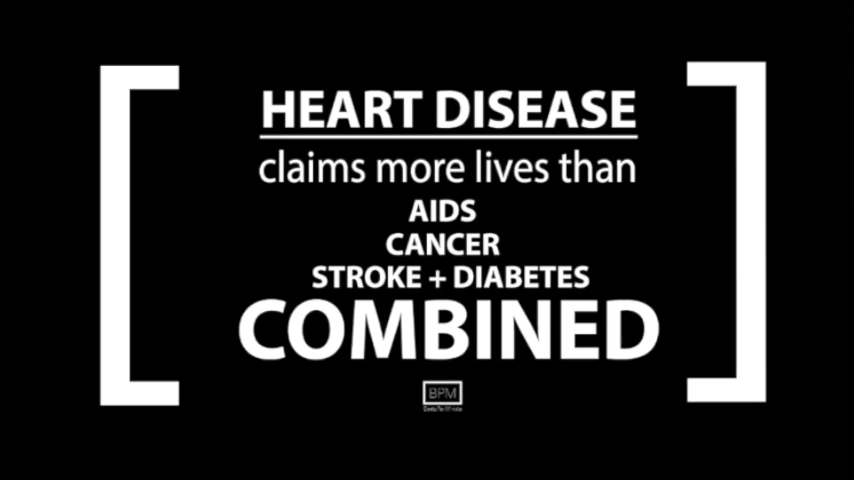 HEART DISEASE
claims more lives than
AIDS
CANCER
STROKE + DIABETES
COMBINED
BPM